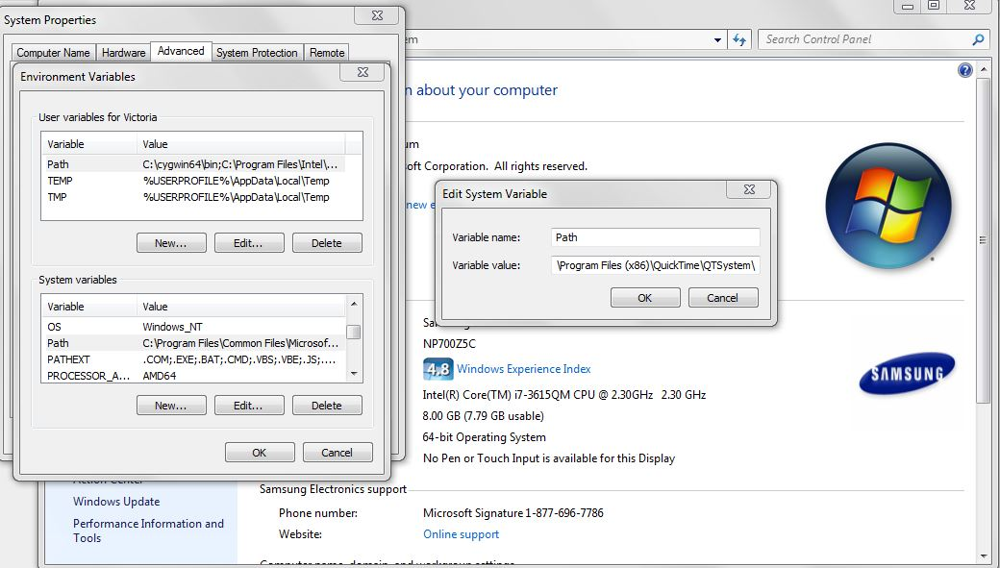 System Properties
Computer Name Hardware Advanced System Protection Remote
Environment Variables
User variables for Victoria
Variable Value
Path C:\cygwin64\bin;C:\Program Files\Intel\...
TEMP %USERPROFILE%\AppData\Local\Temp
TMP %USERPROFILE%\AppData\Local\Temp
New... Edit... Delete
System variables
Variable Value
OS Windows_NT
Path C:\Program Files\Common Files\Microsof...
PATHEXT .COM;.EXE;.BAT;.CMD;.VBS;.VBE;.JS;....
PROCESSOR_A... AMD64
New... Edit... Delete
OK Cancel
em
Search Control Panel
n about your computer
um
soft Corporation. All rights reserved.
new e
Edit System Variable
Variable name: Path
Variable value: \Program Files (x86)\QuickTime\QTSystem\
OK Cancel
NP700Z5C
4.8 Windows Experience Index
SAMSUNG
Intel(R) Core(TM) i7-3615QM CPU @ 2.30GHz 2.30 GHz
8.00 GB (7.79 GB usable)
64-bit Operating System
No Pen or Touch Input is available for this Display
Action Center
Windows Update
Performance Information and
Tools
Samsung Electronics support
Phone number: Microsoft Signature 1-877-696-7786
Website: Online support
Computer name, domain, and workgroup settings